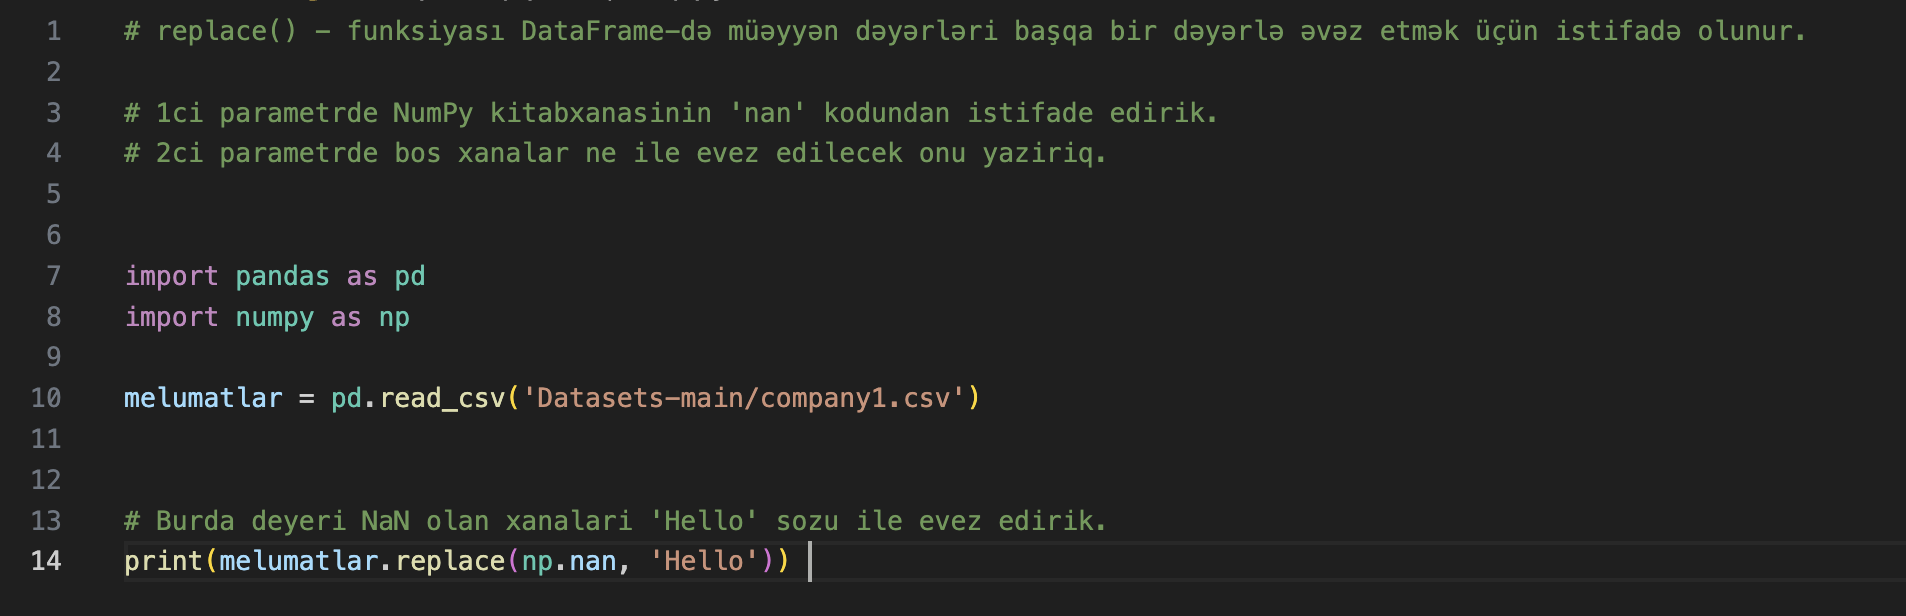 1 # replace() – funksiyası DataFrame-də müəyyən dəyərləri başqa bir dəyərlə əvəz etmək üçün istifadə olunur.
2
3 # 1ci parametrde NumPy kitabxanasinin 'nan' kodundan istifade edirik.
4 # 2ci parametrde bos xanalar ne ile evez edilecek onu yaziriq.
5
6
7 import pandas as pd
8 import numpy as np
9
10 melumatlar = pd.read_csv('Datasets-main/company1.csv')
11
12
13 # Burda deyeri NaN olan xanalari 'Hello' sozu ile evez edirik.
14 print(melumatlar.replace(np.nan, 'Hello'))